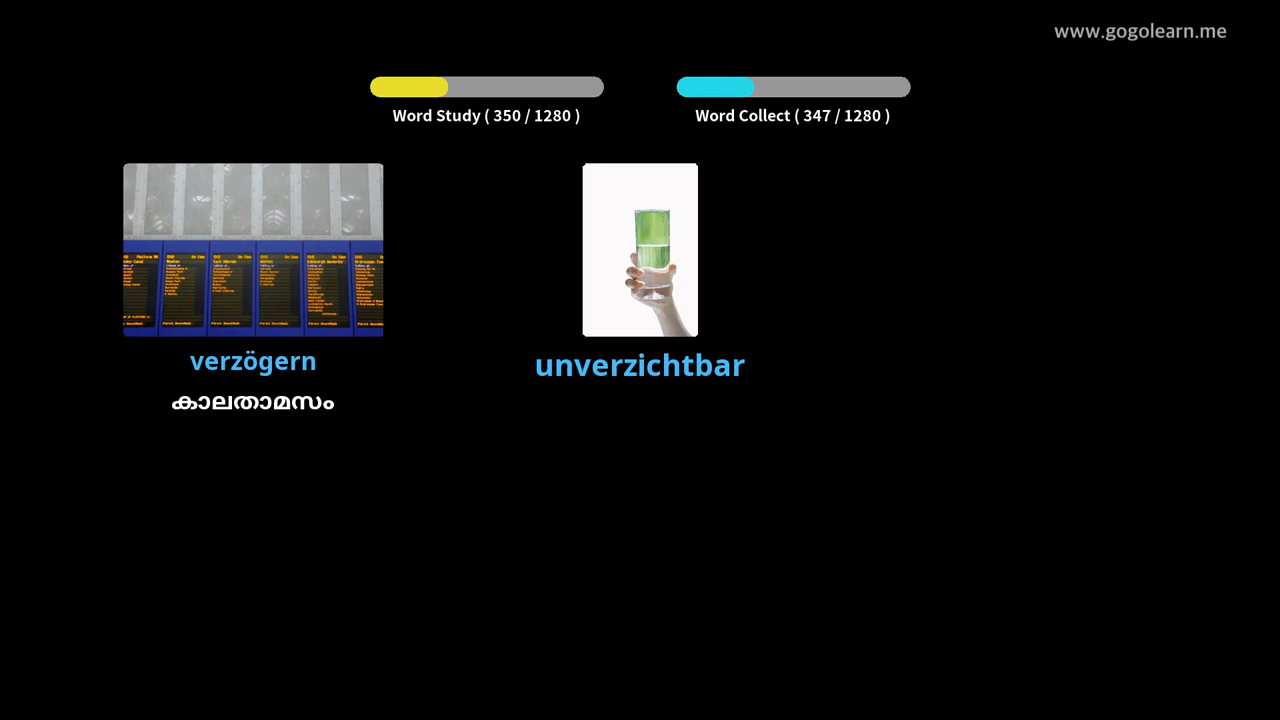 www.gogolearn.me
Word Study ( 350 / 1280 )
Word Collect ( 347 / 1280 )
verzögern
കാലതാമസം
unverzichtbar